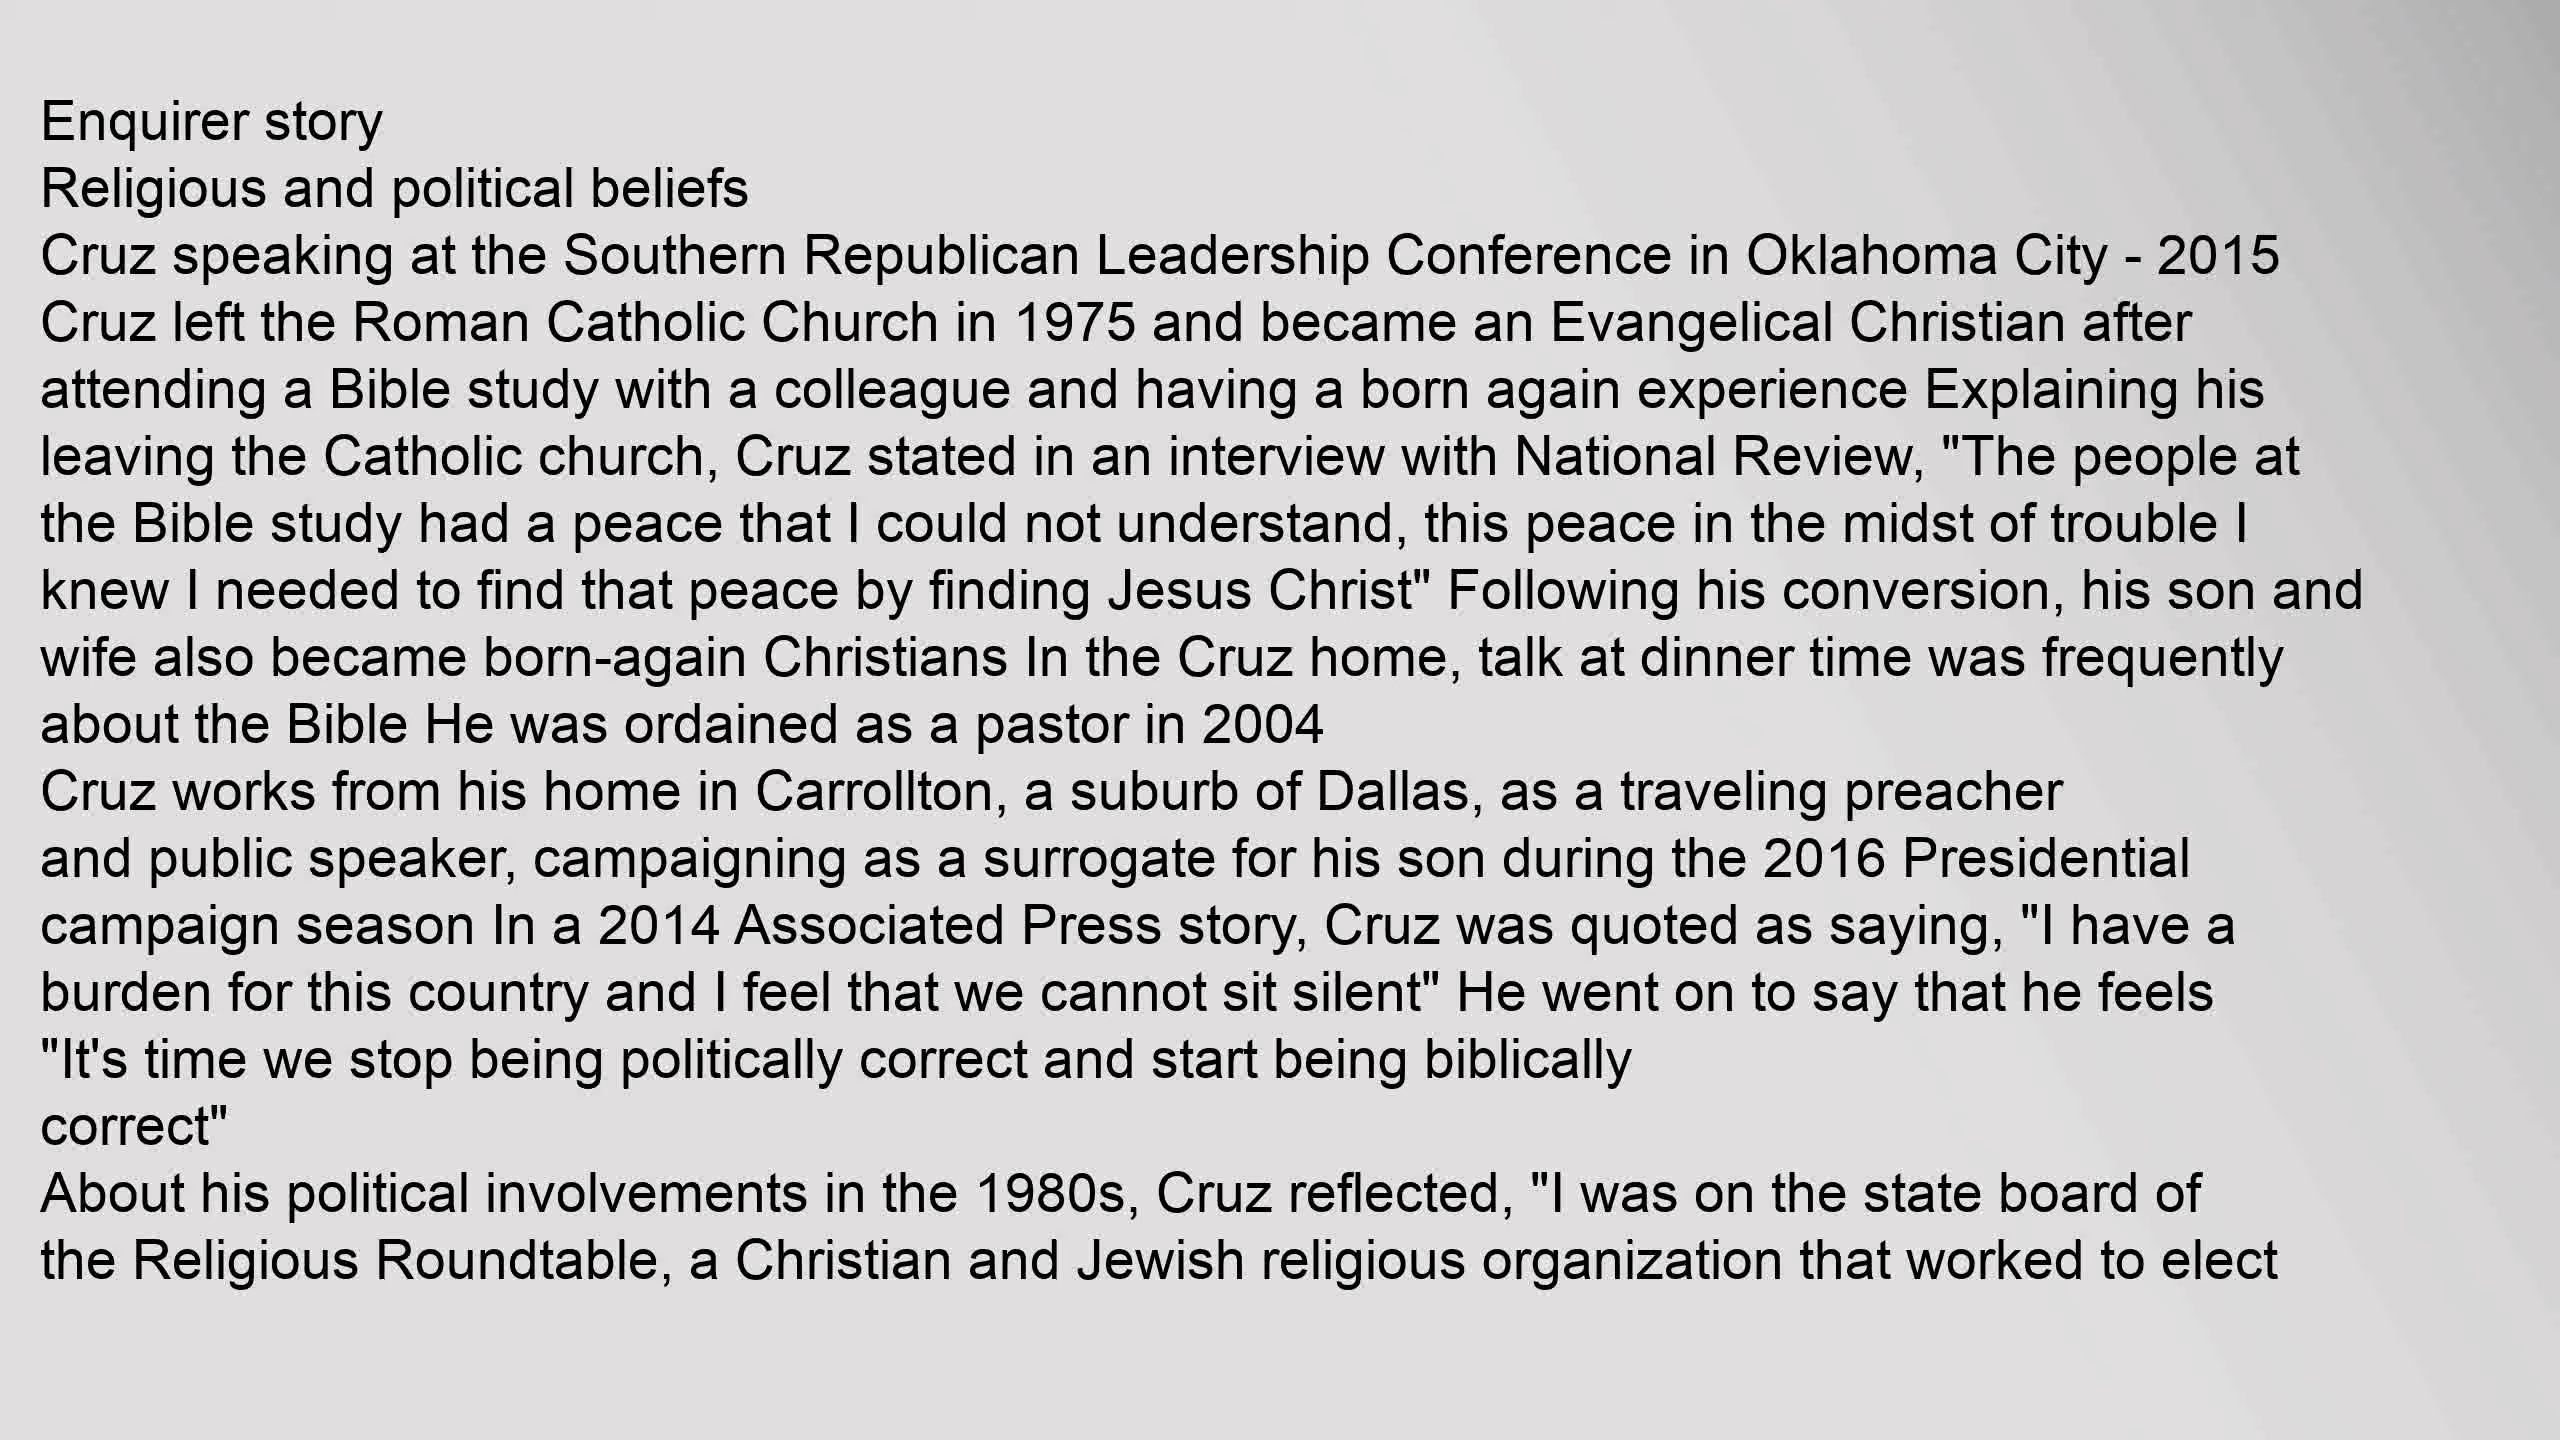 Enquirer story
Religious and political beliefs
Cruz speaking at the Southern Republican Leadership Conference in Oklahoma City - 2015
Cruz left the Roman Catholic Church in 1975 and became an Evangelical Christian after
attending a Bible study with a colleague and having a born again experience Explaining his
leaving the Catholic church, Cruz stated in an interview with National Review, "The people at
the Bible study had a peace that I could not understand, this peace in the midst of trouble I
knew I needed to find that peace by finding Jesus Christ" Following his conversion, his son and
wife also became born-again Christians In the Cruz home, talk at dinner time was frequently
about the Bible He was ordained as a pastor in 2004
Cruz works from his home in Carrollton, a suburb of Dallas, as a traveling preacher
and public speaker, campaigning as a surrogate for his son during the 2016 Presidential
campaign season In a 2014 Associated Press story, Cruz was quoted as saying, "I have a
burden for this country and I feel that we cannot sit silent" He went on to say that he feels
"It's time we stop being politically correct and start being biblically
correct"
About his political involvements in the 1980s, Cruz reflected, "I was on the state board of
the Religious Roundtable, a Christian and Jewish religious organization that worked to elect